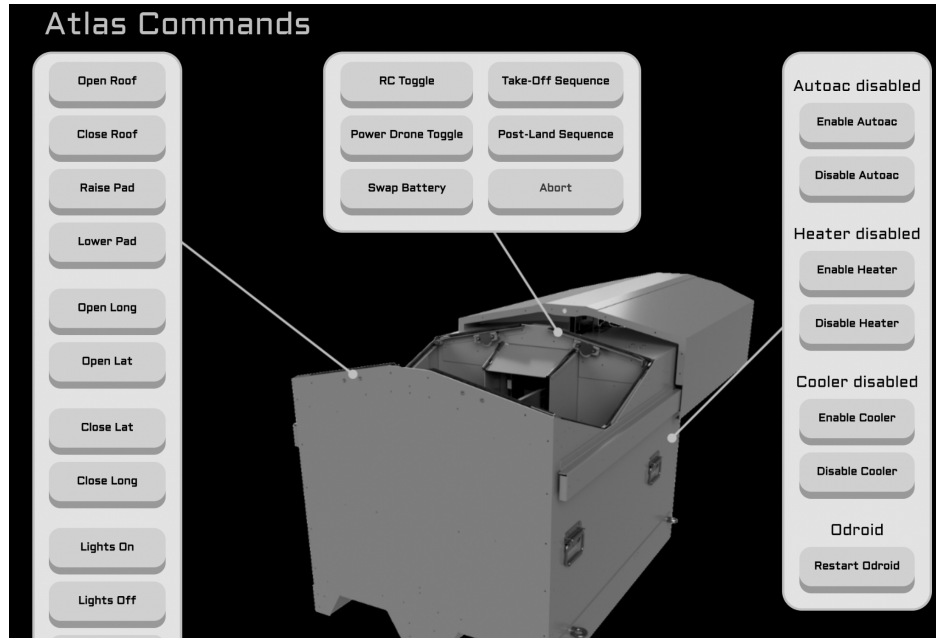 Atlas Commands
Open Roof
Close Roof
Raise Pad
Lower Pad
Open Long
Open Lat
Close Lat
Close Long
Lights On
Lights Off
RC Toggle
Take-Off Sequence
Power Drone Toggle
Post-Land Sequence
Swap Battery
Abort
Autoac disabled
Enable Autoac
Disable Autoac
Heater disabled
Enable Heater
Disable Heater
Cooler disabled
Enable Cooler
Disable Cooler
Odroid
Restart Odroid